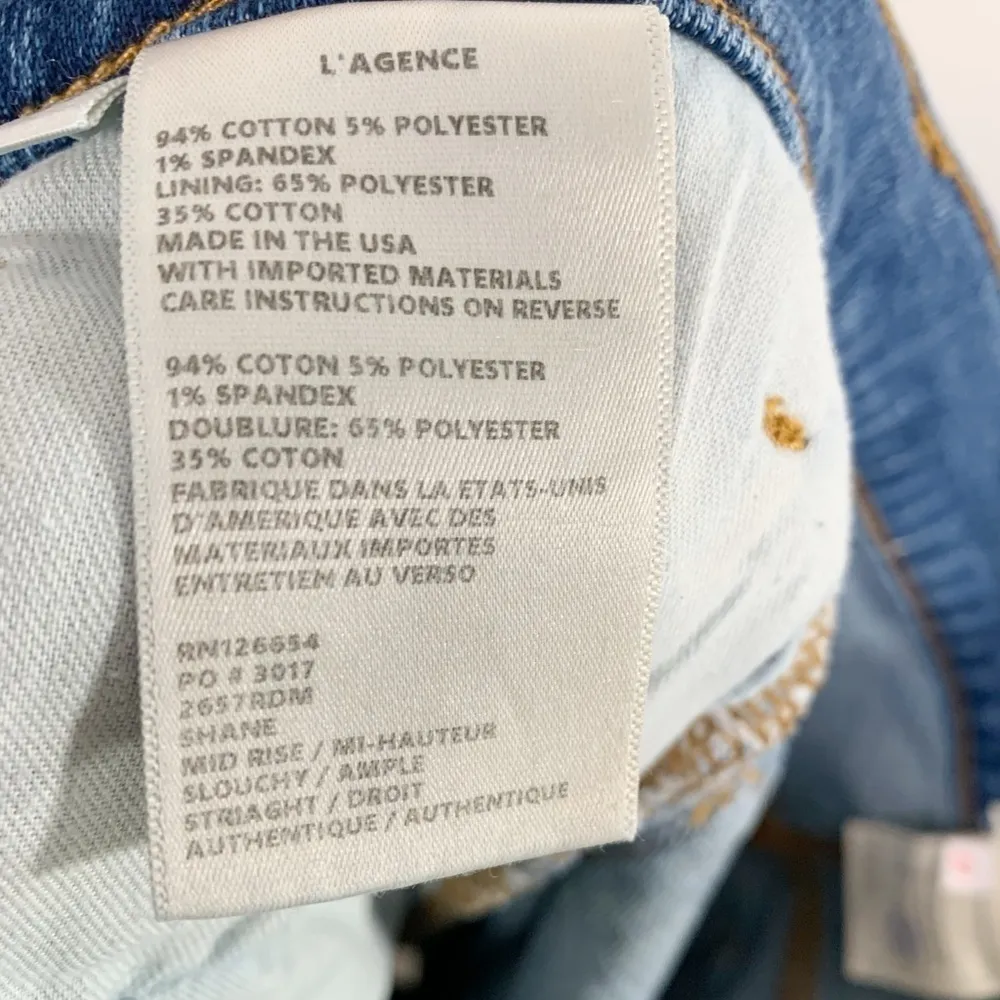 L'AGENCE
94% COTTON 5% POLYESTER
1% SPANDEX
LINING: 65% POLYESTER
35% COTTON
MADE IN THE USA
WITH IMPORTED MATERIALS
CARE INSTRUCTIONS ON REVERSE
94% COTON 5% POLYESTER
1% SPANDEX
DOUBLURE: 65% POLYESTER
35% COTON
FABRIQUE DANS LA ETATS-UNIS
D'AMERIQUE AVEC DES
MATERIAUX IMPORTES
ENTRETIEN AU VERSO
RN126654
PO # 3017
2657RDM
SHANE
MID RISE / MI-HAUTEUR
SLOUCHY / AMPLE
STRIAGHT / DROIT
AUTHENTIQUE / AUTHENTIQUE